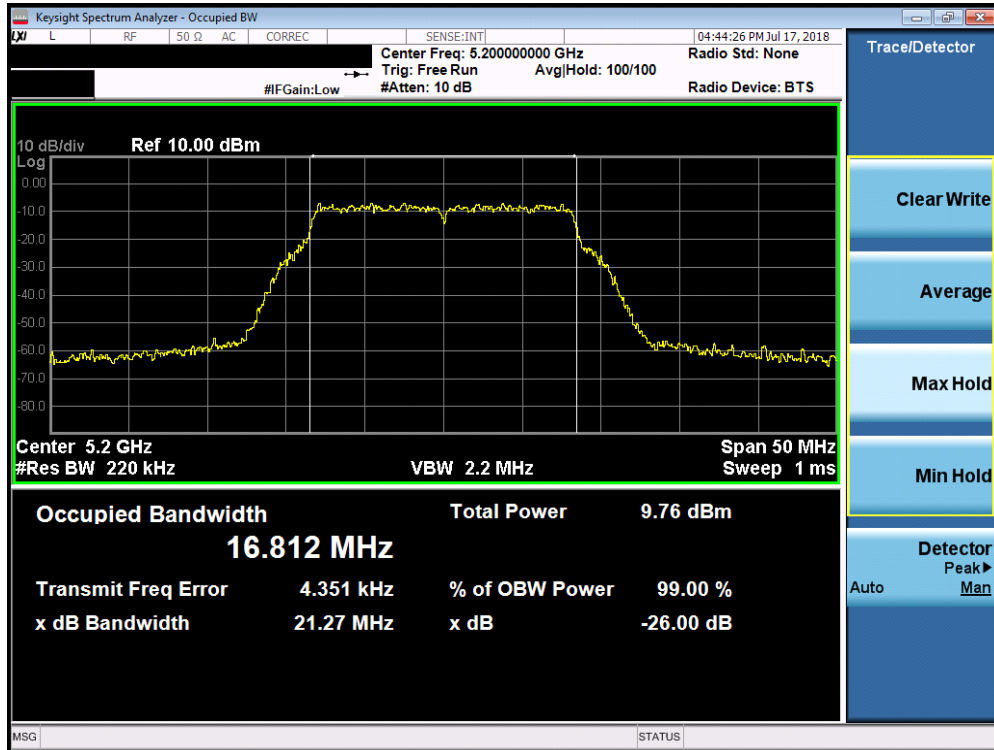 Keysight Spectrum Analyzer - Occupied BW
LXI L RF 50 Ω AC CORREC SENSE:INT 04:44:26 PM Jul 17, 2018
Center Freq: 5.200000000 GHz Radio Std: None
Trig: Free Run Avg|Hold: 100/100
#IFGain:Low #Atten: 10 dB Radio Device: BTS
10 dB/div Ref 10.00 dBm
Log
0.00
-10.0
-20.0
-30.0
-40.0
-50.0
-60.0
-70.0
-80.0
Center 5.2 GHz Span 50 MHz
#Res BW 220 kHz VBW 2.2 MHz Sweep 1 ms
Occupied Bandwidth Total Power 9.76 dBm
16.812 MHz
Transmit Freq Error 4.351 kHz % of OBW Power 99.00 %
x dB Bandwidth 21.27 MHz x dB -26.00 dB
Trace/Detector
Clear Write
Average
Max Hold
Min Hold
Detector
Peak▶
Auto Man
MSG STATUS